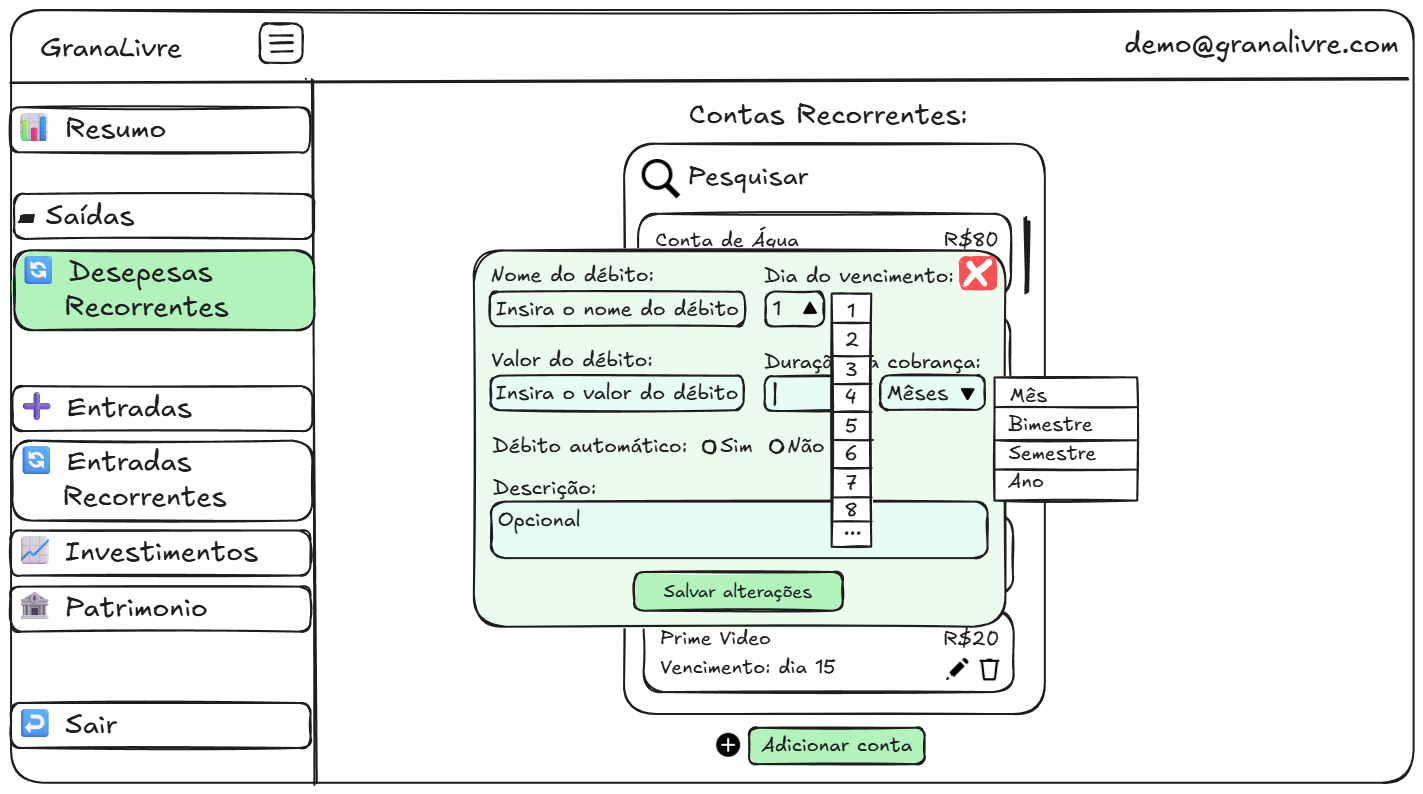 GranaLivre
demo@granalivre.com
Resumo
Saídas
Desepesas
Recorrentes
Entradas
Entradas
Recorrentes
Investimentos
Patrimonio
Sair
Contas Recorrentes:
Pesquisar
Conta de Água R$80
Nome do débito:
Insira o nome do débito
Dia do vencimento:
1
1
2
3
4
5
6
7
8
...
Valor do débito:
Insira o valor do débito
cobrança:
Mêses
Mês
Bimestre
Semestre
Ano
Débito automático: Sim Não
Descrição:
Opcional
Salvar alterações
Prime Video R$20
Vencimento: dia 15
Adicionar conta